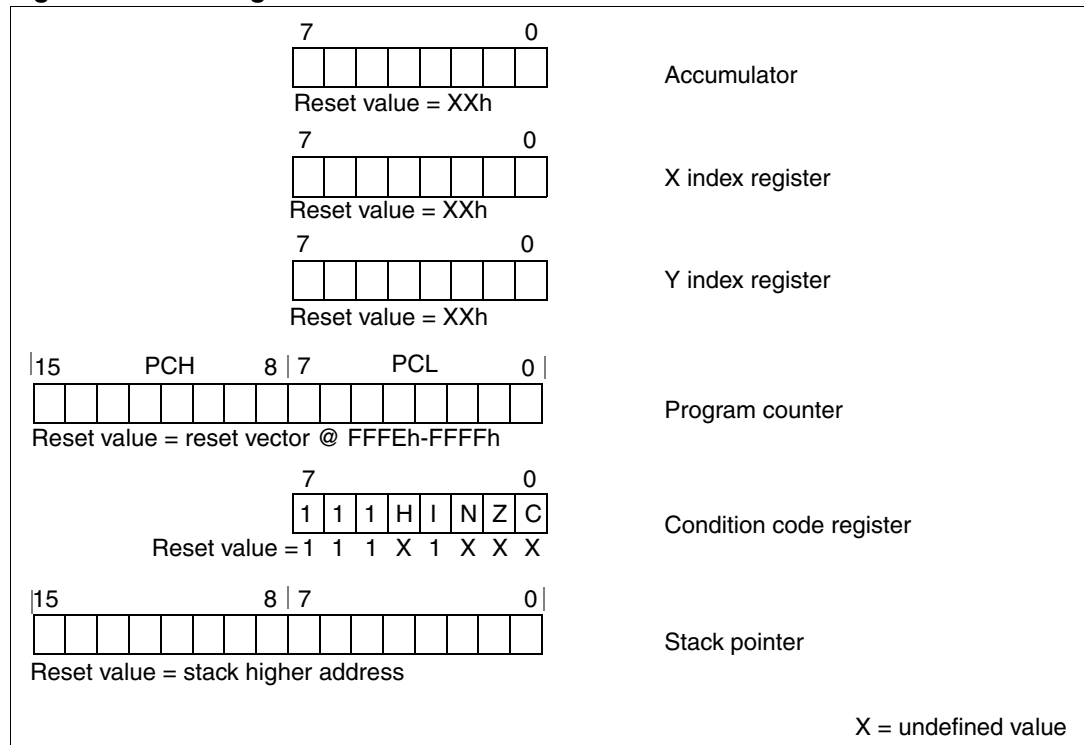 7 0
Accumulator
Reset value = XXh
7 0
X index register
Reset value = XXh
7 0
Y index register
Reset value = XXh
15 PCH 8 7 PCL 0
Program counter
Reset value = reset vector @ FFFEh-FFFFh
7 0
1 1 1 H I N Z C
Condition code register
Reset value = 1 1 1 X 1 X X X
15 8 7 0
Stack pointer
Reset value = stack higher address
X = undefined value